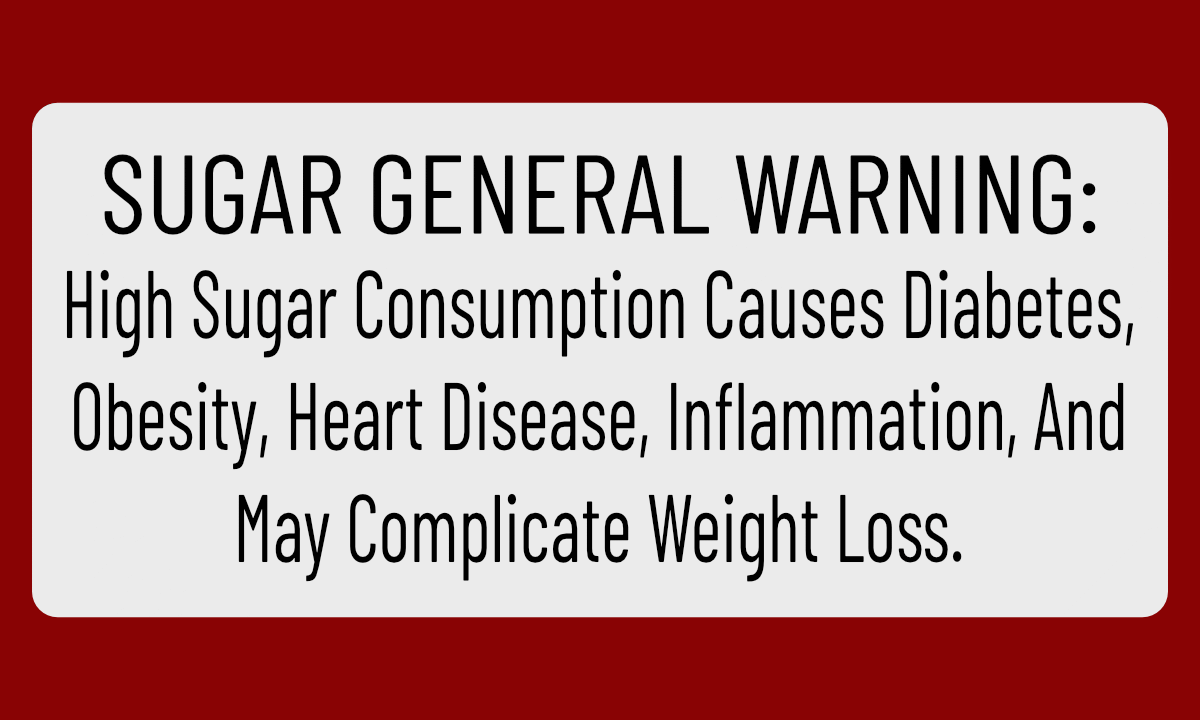 SUGAR GENERAL WARNING:
High Sugar Consumption Causes Diabetes,
Obesity, Heart Disease, Inflammation, And
May Complicate Weight Loss.